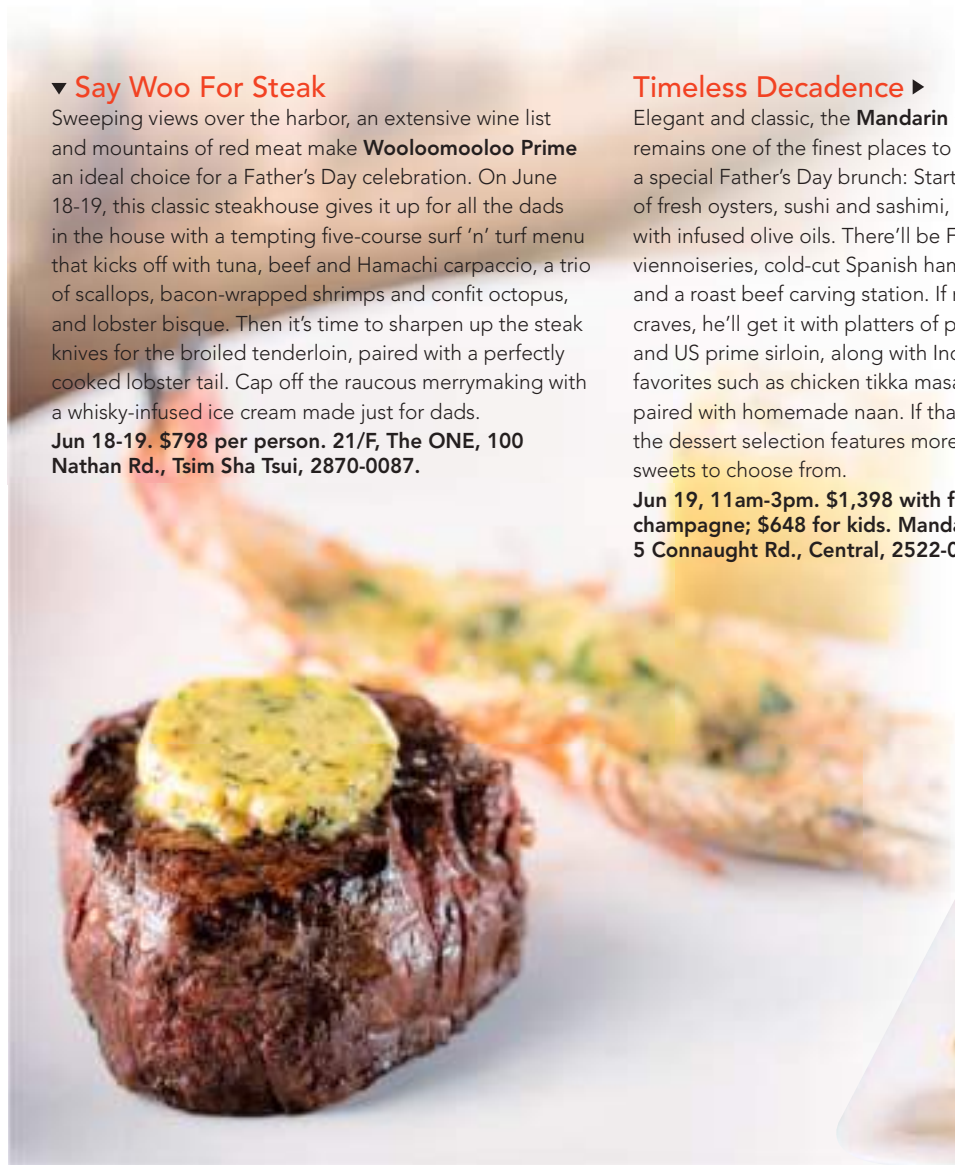 ▼ Say Woo For Steak
Sweeping views over the harbor, an extensive wine list
and mountains of red meat make Wooloomooloo Prime
an ideal choice for a Father’s Day celebration. On June
18-19, this classic steakhouse gives it up for all the dads
in the house with a tempting five-course surf ‘n’ turf menu
that kicks off with tuna, beef and Hamachi carpaccio, a trio
of scallops, bacon-wrapped shrimps and confit octopus,
and lobster bisque. Then it’s time to sharpen up the steak
knives for the broiled tenderloin, paired with a perfectly
cooked lobster tail. Cap off the raucous merrymaking with
a whisky-infused ice cream made just for dads.
Jun 18-19. $798 per person. 21/F, The ONE, 100
Nathan Rd., Tsim Sha Tsui, 2870-0087.
Timeless Decadence ▶
Elegant and classic, the Mandarin
remains one of the finest places to
a special Father’s Day brunch: Start
of fresh oysters, sushi and sashimi,
with infused olive oils. There’ll be
viennoiseries, cold-cut Spanish
and a roast beef carving station. If
craves, he’ll get it with platters of
and US prime sirloin, along with
favorites such as chicken tikka
paired with homemade naan. If
the dessert selection features more
sweets to choose from.
Jun 19, 11am-3pm. $1,398 with
champagne; $648 for kids.
5 Connaught Rd., Central,